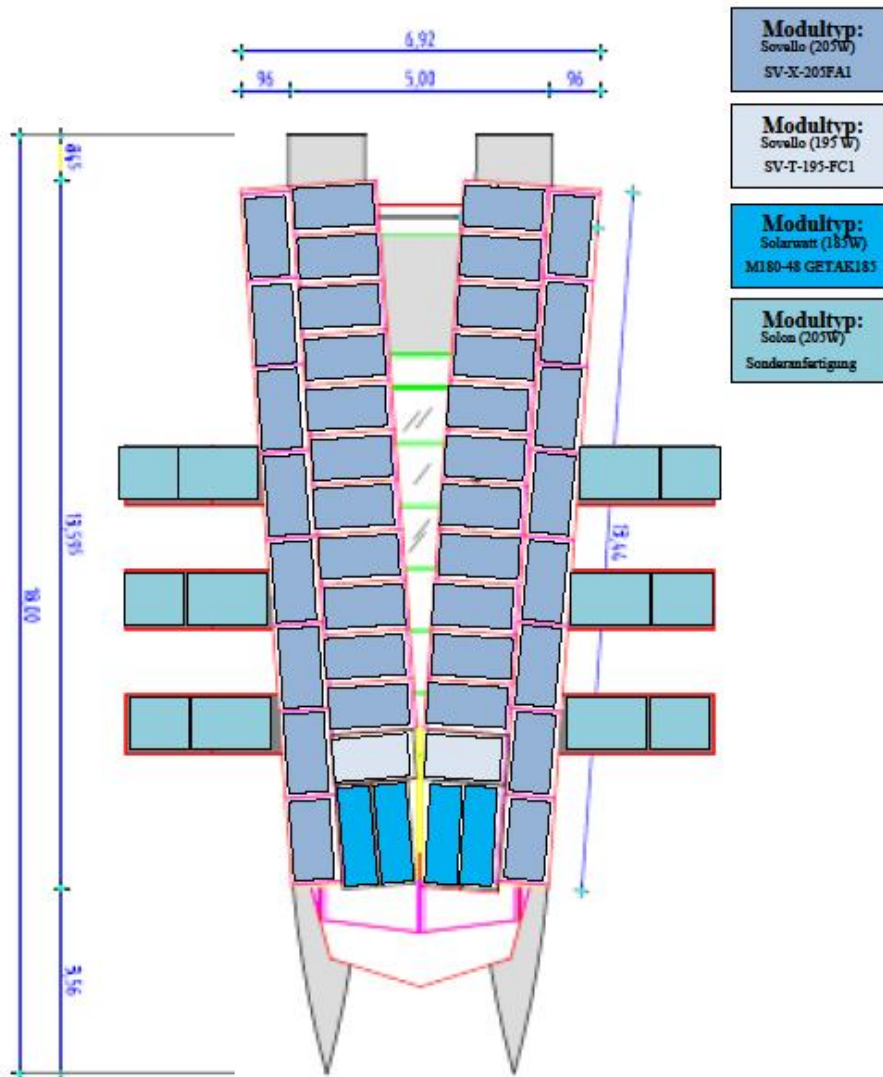 6,92
96
5,00
96
Modultyp:
Sovello (205W)
SV-X-205FA1
Modultyp:
Sovello (195 W)
SV-T-195-FC1
Modultyp:
Solarwatt (185W)
M180-48 GETAK185
Modultyp:
Solon (205W)
Sonderanfertigung
13,44
18,00
3,56